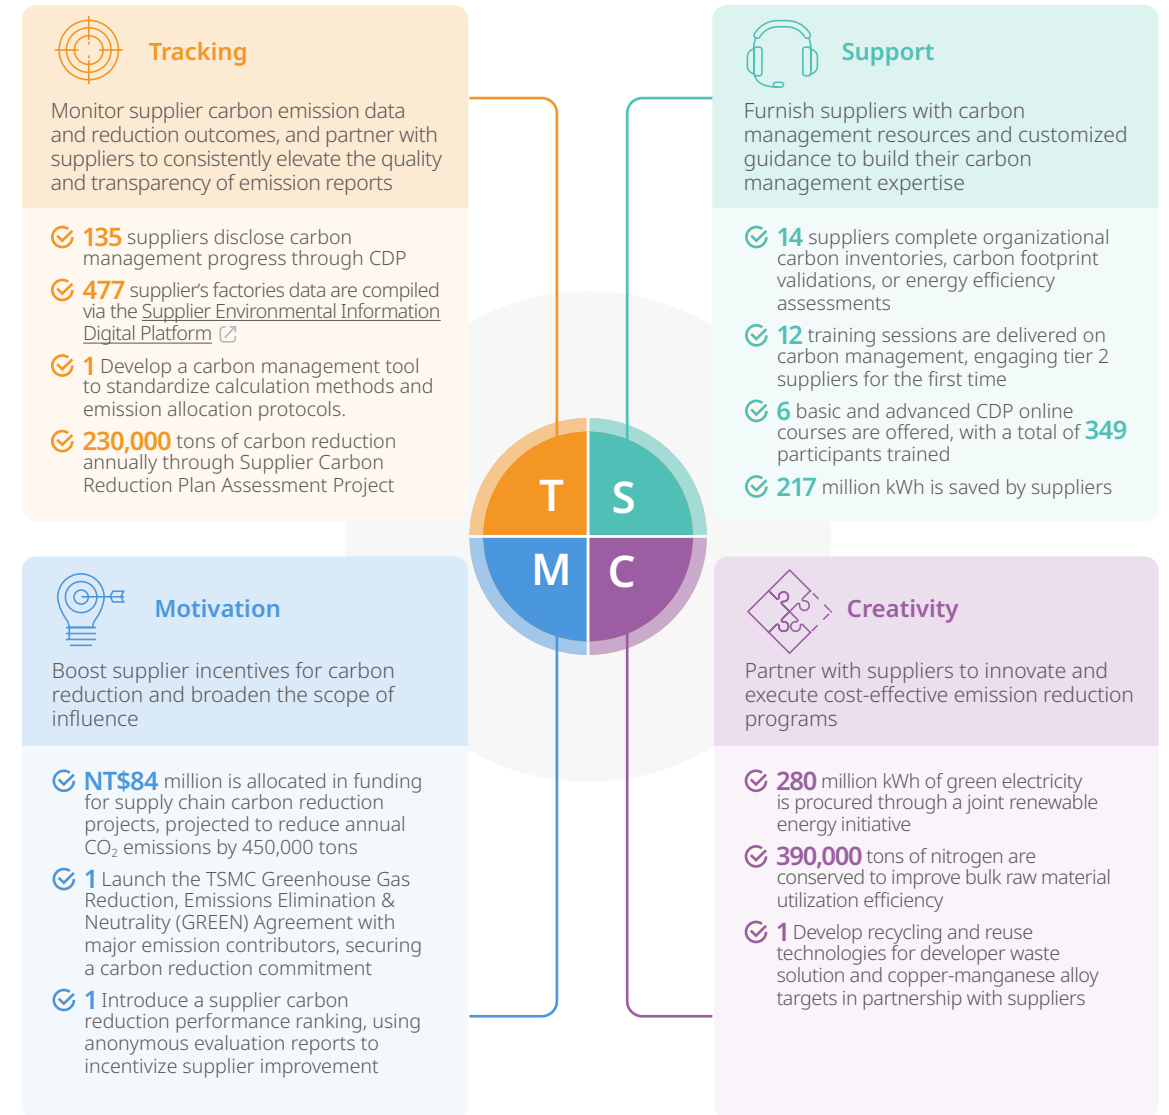 Tracking
Monitor supplier carbon emission data
and reduction outcomes, and partner with
suppliers to consistently elevate the quality
and transparency of emission reports
135 suppliers disclose carbon
management progress through CDP
477 supplier's factories data are compiled
via the Supplier Environmental Information
Digital Platform
1 Develop a carbon management tool
to standardize calculation methods and
emission allocation protocols.
230,000 tons of carbon reduction
annually through Supplier Carbon
Reduction Plan Assessment Project
Support
Furnish suppliers with carbon
management resources and customized
guidance to build their carbon
management expertise
14 suppliers complete organizational
carbon inventories, carbon footprint
validations, or energy efficiency
assessments
12 training sessions are delivered on
carbon management, engaging tier 2
suppliers for the first time
6 basic and advanced CDP online
courses are offered, with a total of 349
participants trained
217 million kWh is saved by suppliers
T S
M C
Motivation
Boost supplier incentives for carbon
reduction and broaden the scope of
influence
NT$84 million is allocated in funding
for supply chain carbon reduction
projects, projected to reduce annual
CO₂ emissions by 450,000 tons
1 Launch the TSMC Greenhouse Gas
Reduction, Emissions Elimination &
Neutrality (GREEN) Agreement with
major emission contributors, securing
a carbon reduction commitment
1 Introduce a supplier carbon
reduction performance ranking, using
anonymous evaluation reports to
incentivize supplier improvement
Creativity
Partner with suppliers to innovate and
execute cost-effective emission reduction
programs
280 million kWh of green electricity
is procured through a joint renewable
energy initiative
390,000 tons of nitrogen are
conserved to improve bulk raw material
utilization efficiency
1 Develop recycling and reuse
technologies for developer waste
solution and copper-manganese alloy
targets in partnership with suppliers